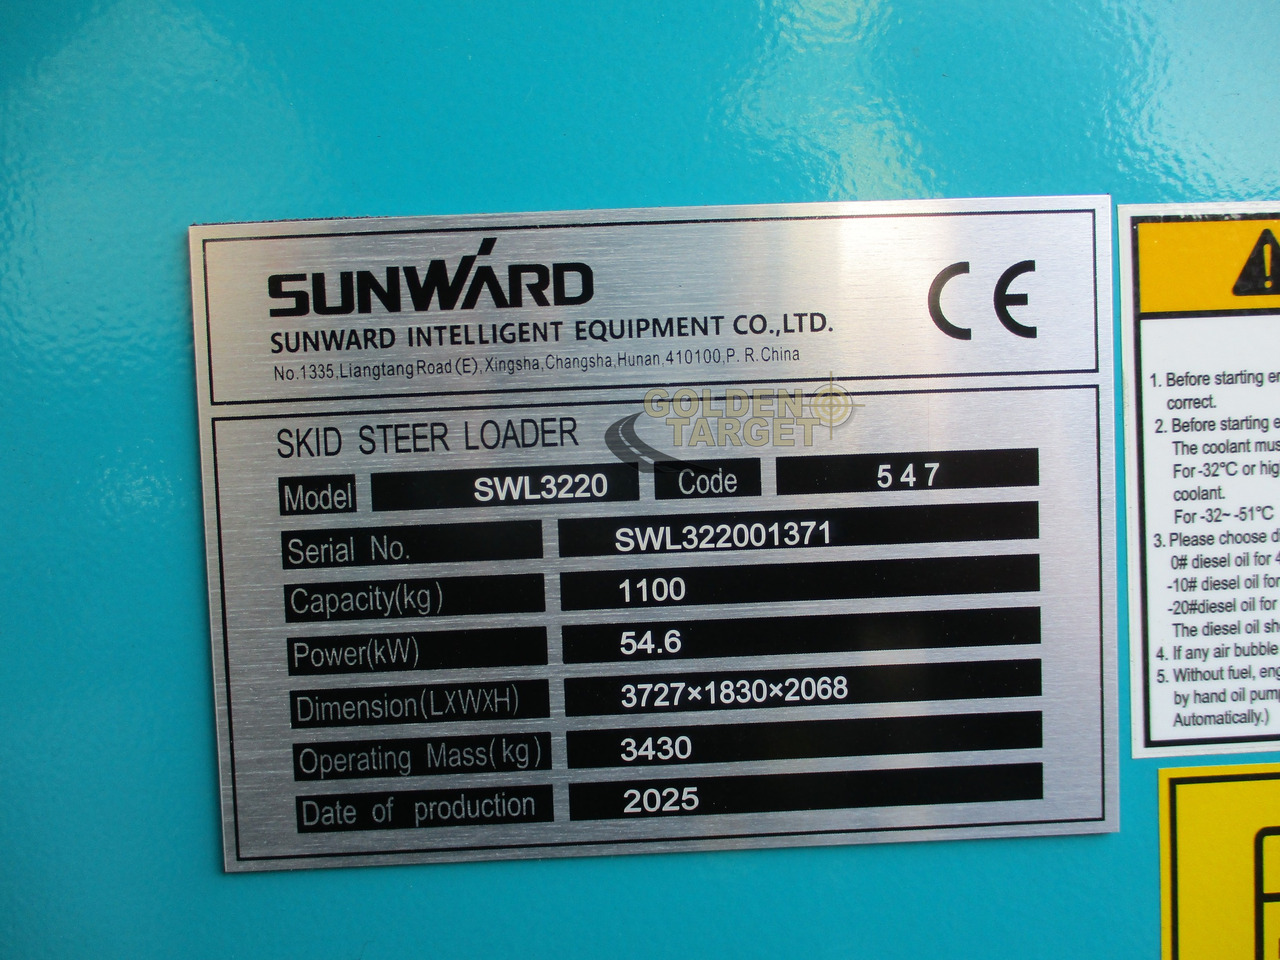 SUNWARD
SUNWARD INTELLIGENT EQUIPMENT CO.,LTD.
No.1335,Liangtang Road(E),Xingsha,Changsha,Hunan,410100,P. R.China
CE
GOLDEN
TARGET
SKID STEER LOADER
Model SWL3220 Code 547
Serial No. SWL322001371
Capacity(kg) 1100
Power(kW) 54.6
Dimension(LXWXH) 3727×1830×2068
Operating Mass(kg) 3430
Date of production 2025
1. Before starting
correct.
2. Before starting
The coolant
For -32℃ or
coolant.
For -32~ -51℃
3. Please choose
0# diesel oil for
-10# diesel oil for
-20#diesel oil for
The diesel oil
4. If any air bubble
5. Without fuel,
by hand oil
Automatically.)